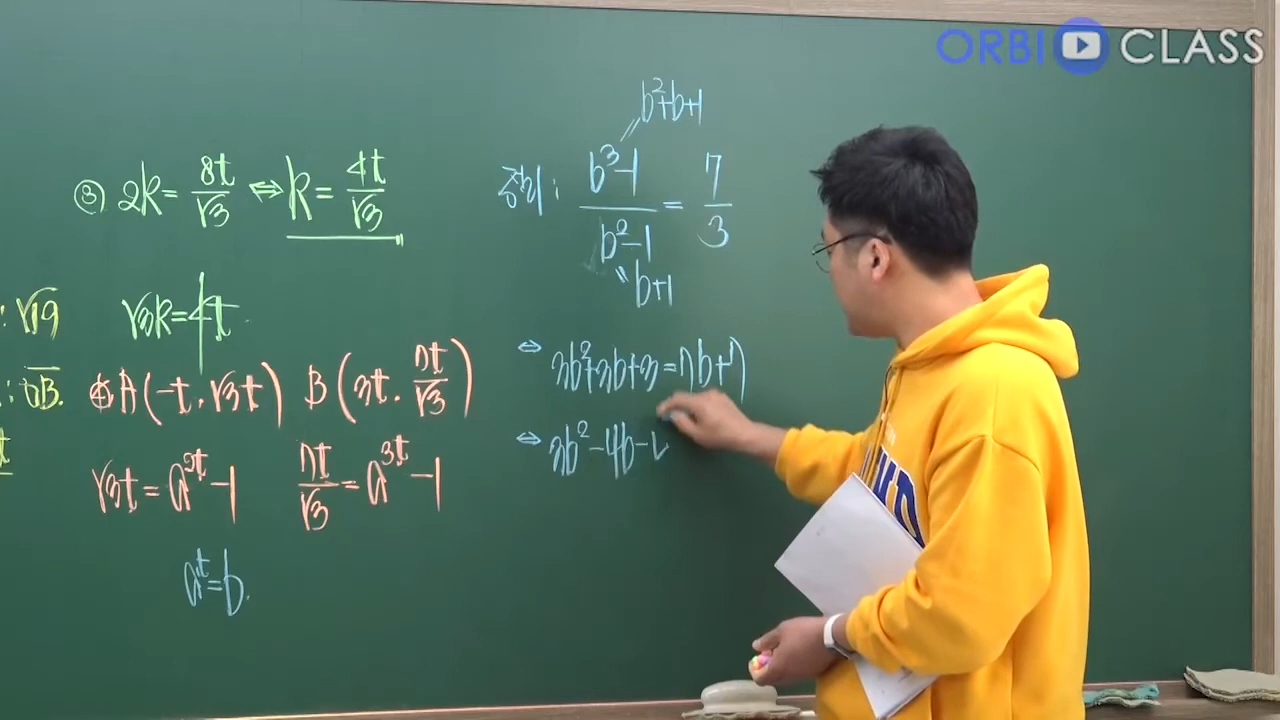 ORBI CLASS
③ 2k = 8t/√3 ⇔ k = 4t/√3
: √19
√3k = 4t
④ A(-t, √3t) B(3t, 7t/√3)
√3t = a^2t - 1
7t/√3 = a^3t - 1
a^t = b.
b²+b+1
정리 : b³-1/b²-1 = 7/3
b+1
⇔ 3b²+3b+3 = 7b+7
⇔ 3b²-4b-